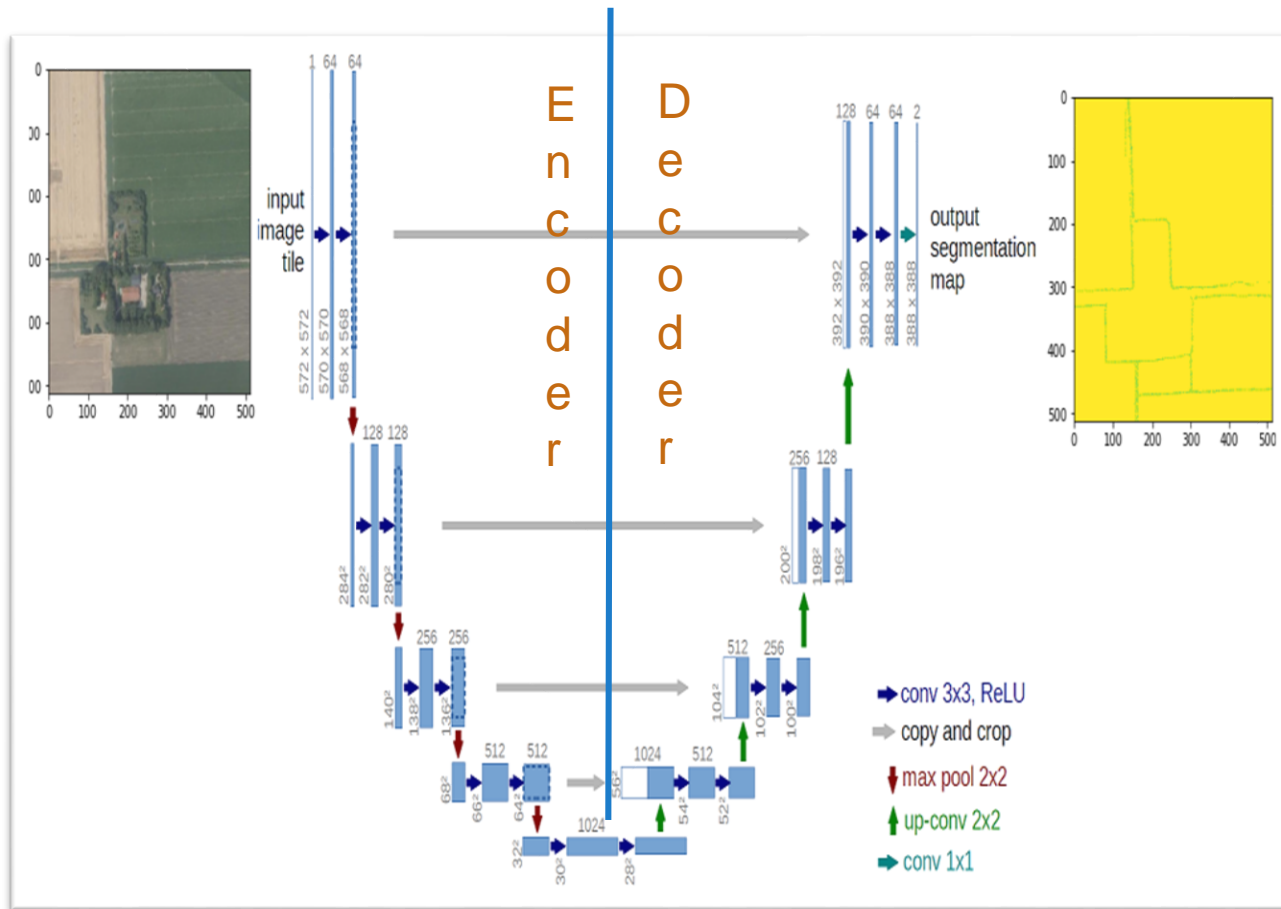 Encoder
Decoder
0
00
00
00
00
00
0 100 200 300 400 500
input
image
tile
1 64 64
572 x 572
570 x 570
568 x 568
128 128
284²
282²
280²
256 256
140²
138²
136²
512 512
68²
66²
64²
1024
32²
30²
28²
1024 512
56²
54²
52²
512 256
104²
102²
100²
256 128
200²
198²
196²
128 64 64 2
392 x 392
390 x 390
388 x 388
388 x 388
output
segmentation
map
0
100
200
300
400
500
0 100 200 300 400 500
conv 3x3, ReLU
copy and crop
max pool 2x2
up-conv 2x2
conv 1x1